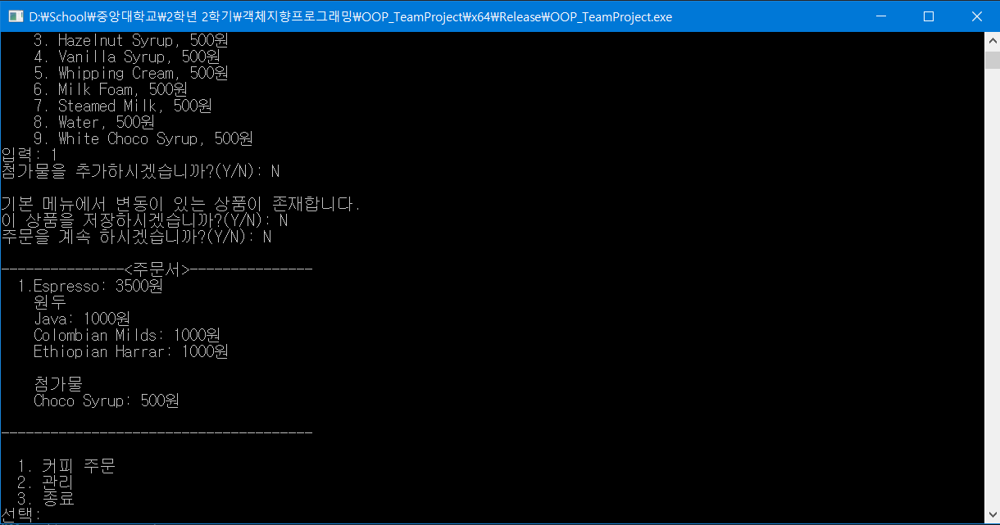 D:₩School₩중앙대학교₩2학년 2학기₩객체지향프로그래밍₩OOP_TeamProject₩x64₩Release₩OOP_TeamProject.exe
3. Hazelnut Syrup, 500원
4. Vanilla Syrup, 500원
5. Whipping Cream, 500원
6. Milk Foam, 500원
7. Steamed Milk, 500원
8. Water, 500원
9. White Choco Syrup, 500원
입력: 1
첨가물을 추가하시겠습니까?(Y/N): N
기본 메뉴에서 변동이 있는 상품이 존재합니다.
이 상품을 저장하시겠습니까?(Y/N): N
주문을 계속 하시겠습니까?(Y/N): N
---------------<주문서>---------------
1.Espresso: 3500원
원두
Java: 1000원
Colombian Milds: 1000원
Ethiopian Harrar: 1000원
첨가물
Choco Syrup: 500원
--------------------------------------
1. 커피 주문
2. 관리
3. 종료
선택: